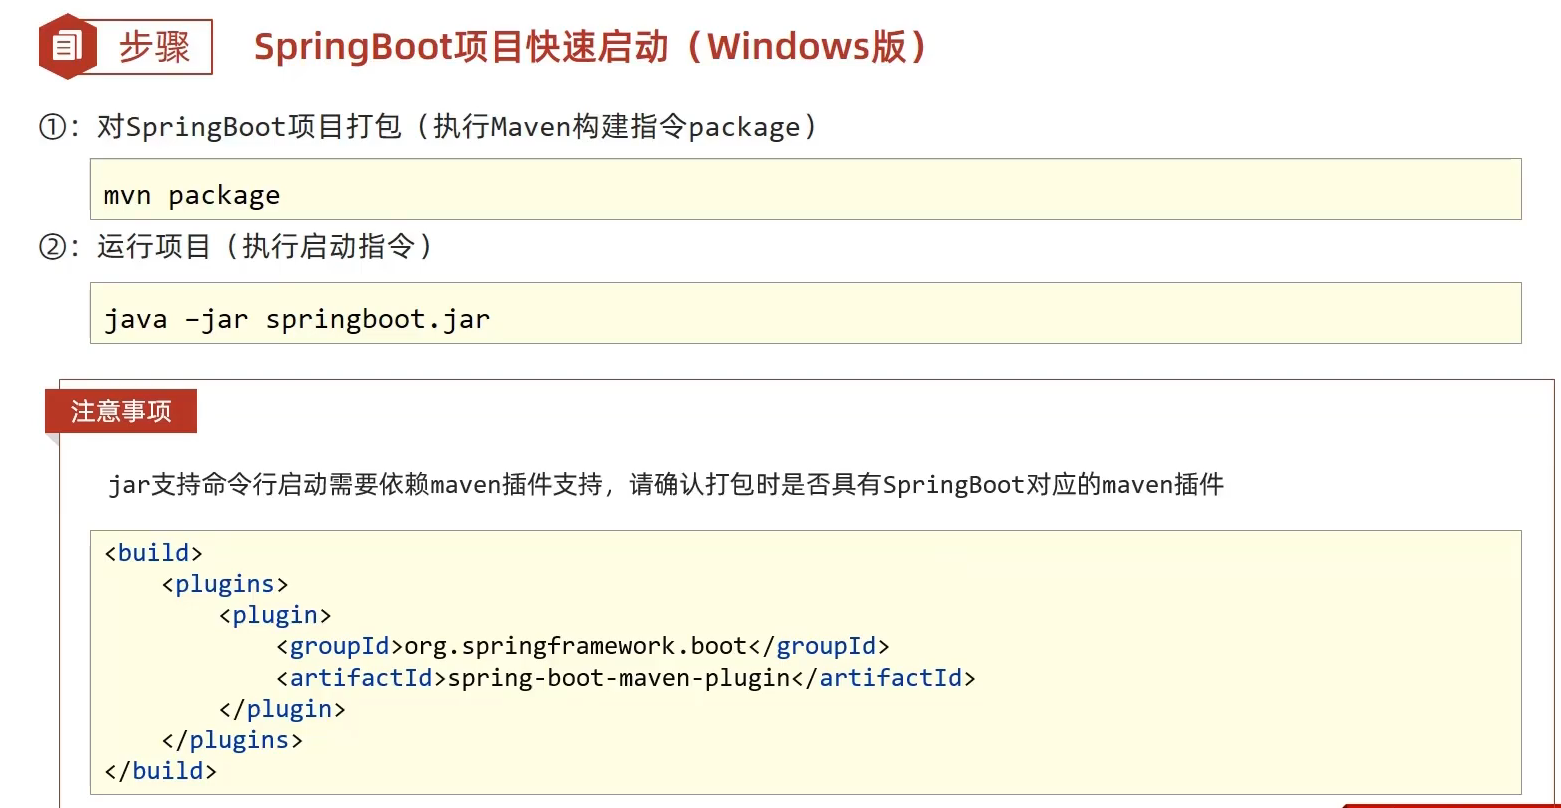 步骤
SpringBoot项目快速启动（Windows版）
①：对SpringBoot项目打包（执行Maven构建指令package）
mvn package
②：运行项目（执行启动指令）
java –jar springboot.jar
注意事项
jar支持命令行启动需要依赖maven插件支持，请确认打包时是否具有SpringBoot对应的maven插件
<build>
    <plugins>
        <plugin>
            <groupId>org.springframework.boot</groupId>
            <artifactId>spring-boot-maven-plugin</artifactId>
        </plugin>
    </plugins>
</build>